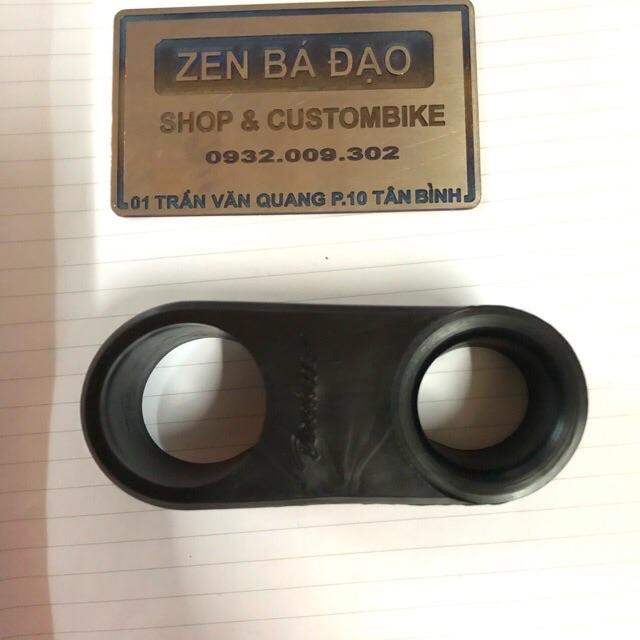 ZEN BÁ ĐẠO
SHOP & CUSTOMBIKE
0932.009.302
01 TRẦN VĂN QUANG P.10 TÂN BÌNH